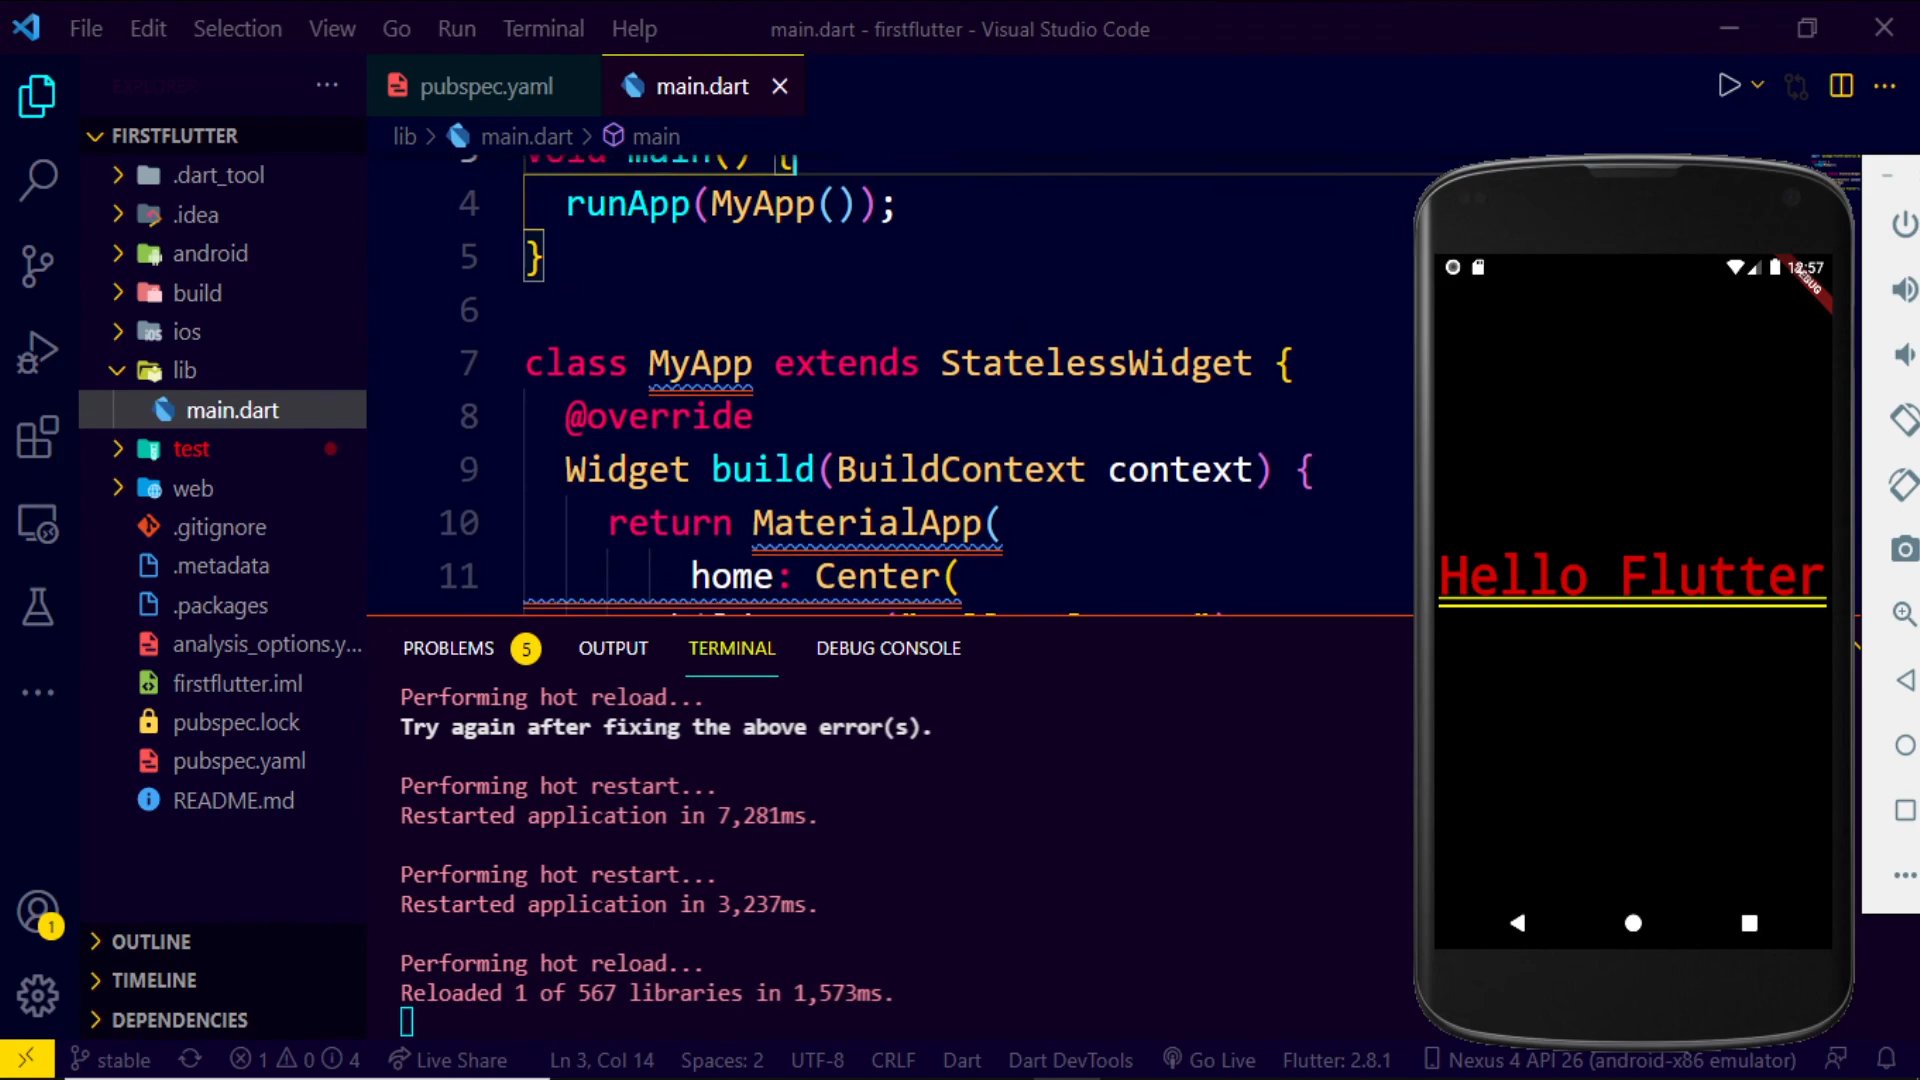 File Edit Selection View Go Run Terminal Help
main.dart - firstflutter - Visual Studio Code
EXPLORER
pubspec.yaml
main.dart
FIRSTFLUTTER
lib > main.dart > main
.dart_tool
.idea
android
build
ios
lib
main.dart
test
web
.gitignore
.metadata
.packages
analysis_options.y...
firstflutter.iml
pubspec.lock
pubspec.yaml
README.md
OUTLINE
TIMELINE
DEPENDENCIES
3 void main() {
4 runApp(MyApp());
5 }
6
7 class MyApp extends StatelessWidget {
8 @override
9 Widget build(BuildContext context) {
10 return MaterialApp(
11 home: Center(
PROBLEMS 5 OUTPUT TERMINAL DEBUG CONSOLE
Performing hot reload...
Try again after fixing the above error(s).
Performing hot restart...
Restarted application in 7,281ms.
Performing hot restart...
Restarted application in 3,237ms.
Performing hot reload...
Reloaded 1 of 567 libraries in 1,573ms.
DEBUG
Hello Flutter
1
stable 1 0 4 Live Share Ln 3, Col 14 Spaces: 2 UTF-8 CRLF Dart Dart DevTools Go Live Flutter: 2.8.1 Nexus 4 API 26 (android-x86 emulator)